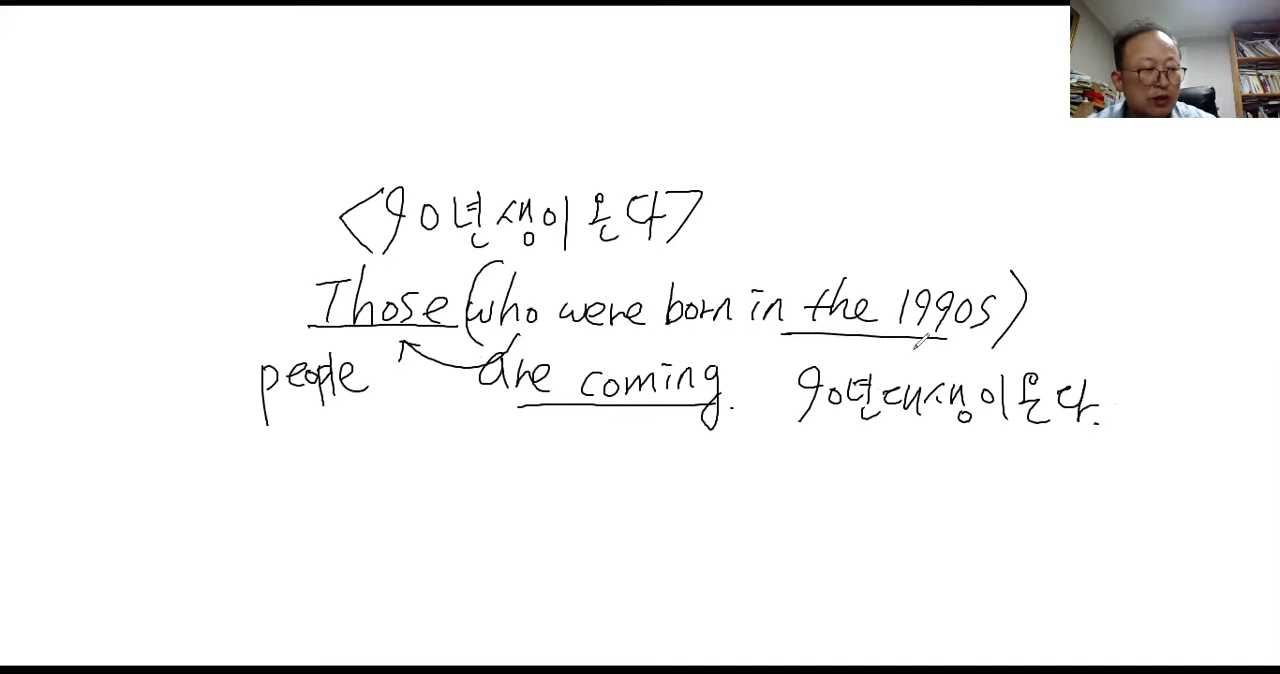 <90년생이 온다>
Those (who were born in the 1990s)
people are coming. 90년대생이 온다.